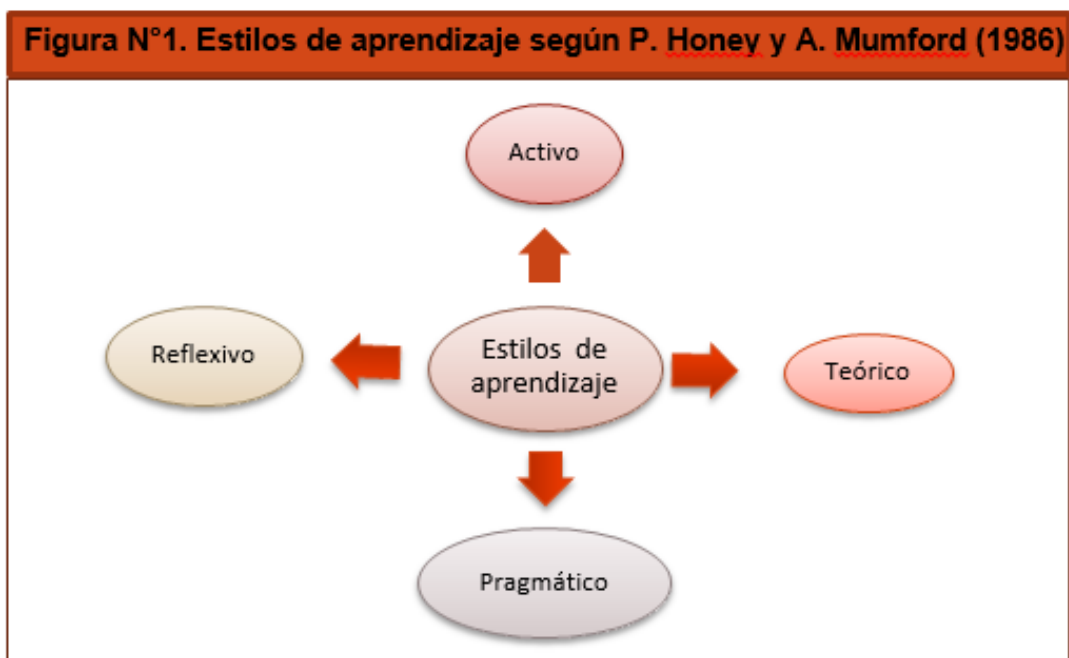 Figura N°1. Estilos de aprendizaje según P. Honey y A. Mumford (1986)
Activo
Reflexivo
Estilos de
aprendizaje
Teórico
Pragmático